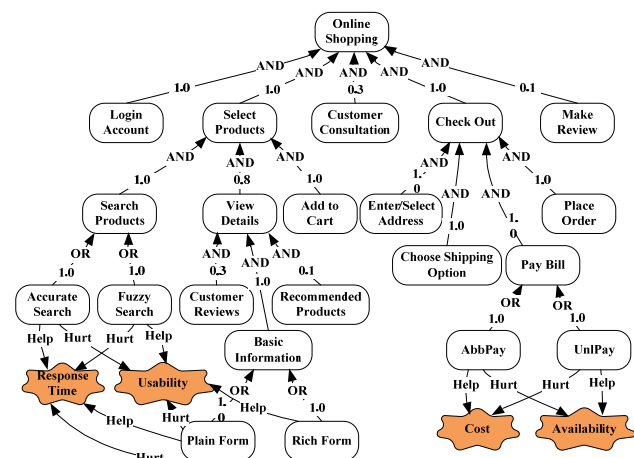 Online
Shopping
AND
AND
AND
AND
AND
1.0
1.0
0.3
1.0
0.1
Login
Account
Select
Products
Customer
Consultation
Check Out
Make
Review
AND
AND
AND
AND
AND
AND
AND
1.0
0.8
1.0
1.0
1.0
1.0
1.0
Search
Products
View
Details
Add to
Cart
Enter/Select
Address
Place
Order
Choose Shipping
Option
Pay Bill
OR
OR
AND
AND
AND
1.0
1.0
0.3
1.0
0.1
OR
OR
1.0
1.0
Accurate
Search
Fuzzy
Search
Customer
Reviews
Recommended
Products
Basic
Information
AbbPay
UnlPay
Help
Hurt
Hurt
Help
Help
Hurt
Hurt
Help
Response
Time
Usability
OR
OR
1.0
1.0
Help
Hurt
Help
Hurt
Plain Form
Rich Form
Cost
Availability